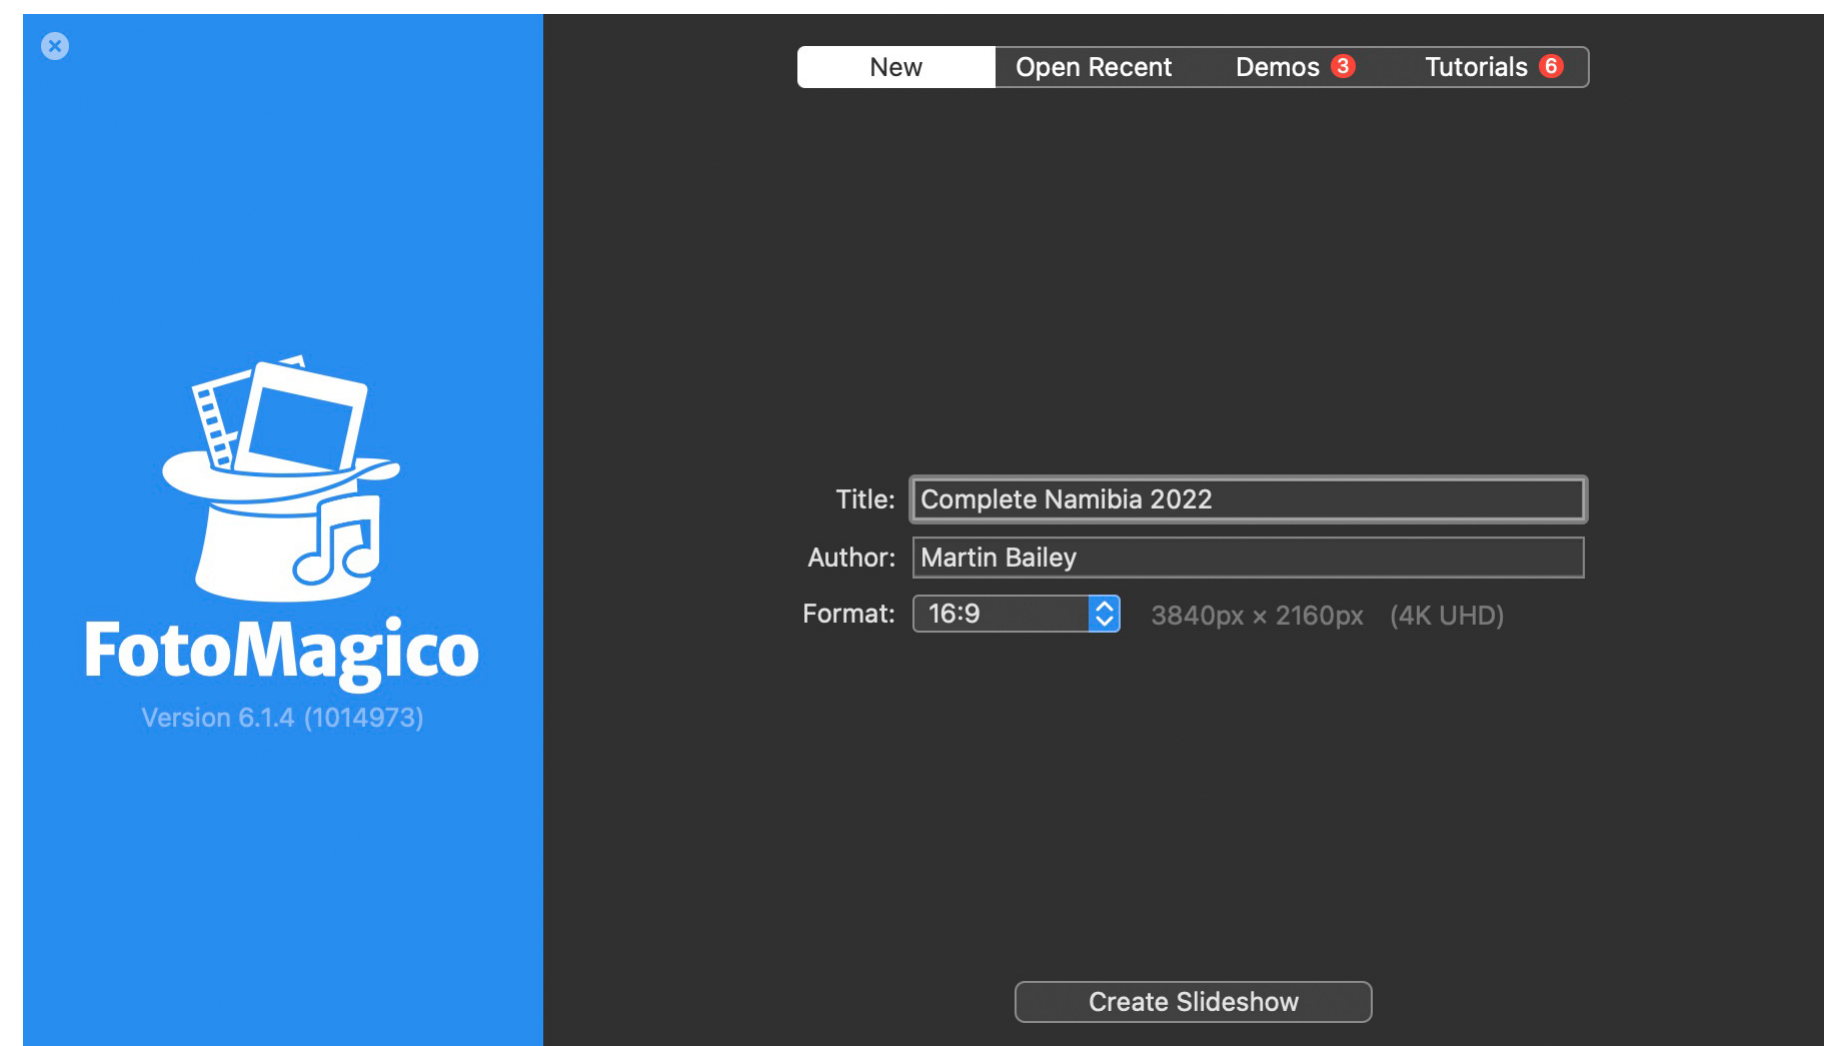 New Open Recent Demos 3 Tutorials 6
Title: Complete Namibia 2022
Author: Martin Bailey
Format: 16:9 3840px × 2160px (4K UHD)
FotoMagico
Version 6.1.4 (1014973)
Create Slideshow